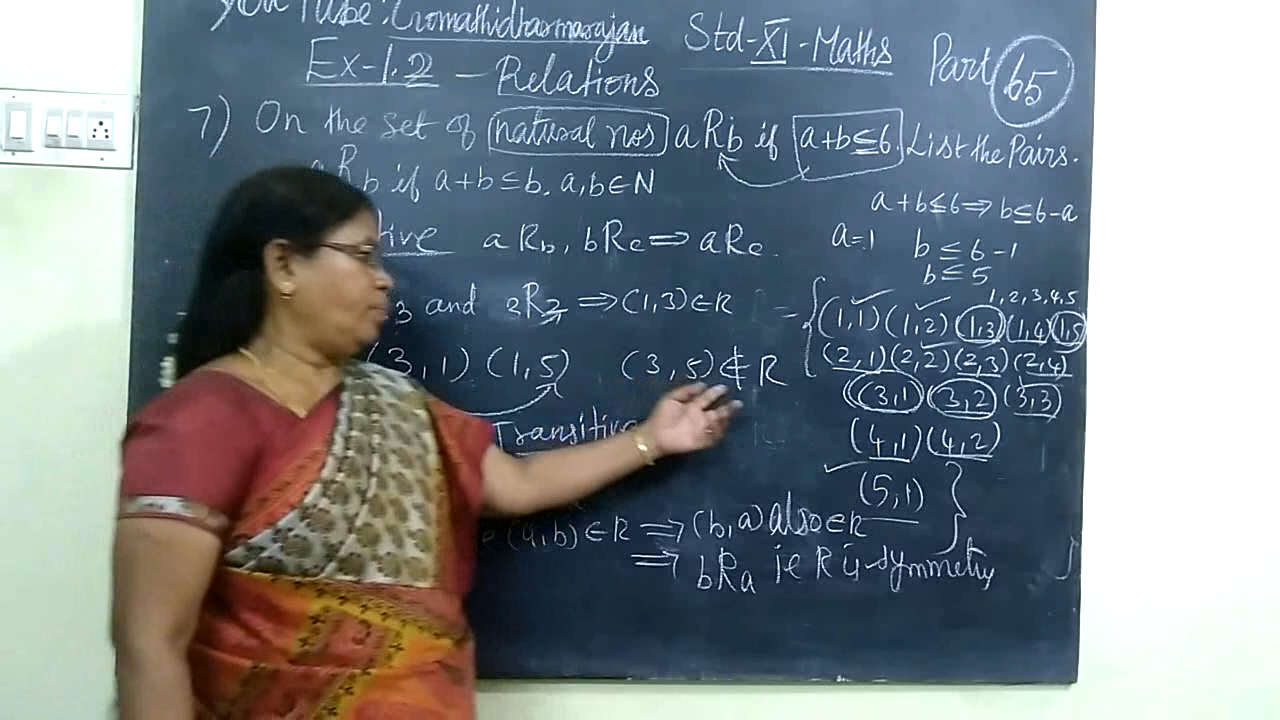 YouTube: Cromathidharmarajan Std-XI-Maths Part 65
Ex-1.2 - Relations
7) On the set of natural nos aRb if a+b≤6. List the Pairs.
aRb if a+b≤b. a,b∈N
a+b≤6⇒b≤6-a
aRb, bRc⇒aRc.
a=1 b≤6-1
b≤5
1,2,3,4,5
3 and 2R3 ⇒(1,3)∈R
{(1,1)(1,2)(1,3)(1,4)(1,5)
(3,1)(1,5) (3,5)∉R
(2,1)(2,2)(2,3)(2,4)
(3,1)(3,2)(3,3)
Transitive
(4,1)(4,2)
(5,1)}
(a,b)∈R ⇒(b,a)also∈R
⇒ bRa ie R is symmetry